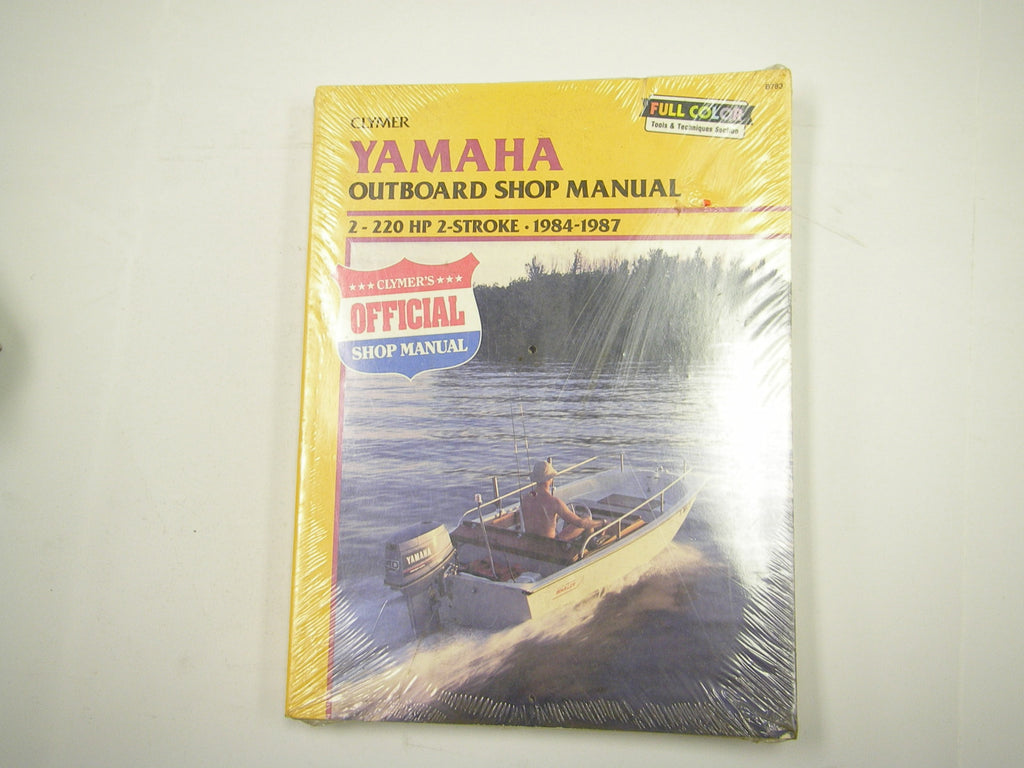 B783
FULL COLOR
Tools & Techniques Section
CLYMER
YAMAHA
OUTBOARD SHOP MANUAL
2 - 220 HP 2-STROKE · 1984-1987
★★★ CLYMER'S ★★★
OFFICIAL
SHOP MANUAL
YAMAHA